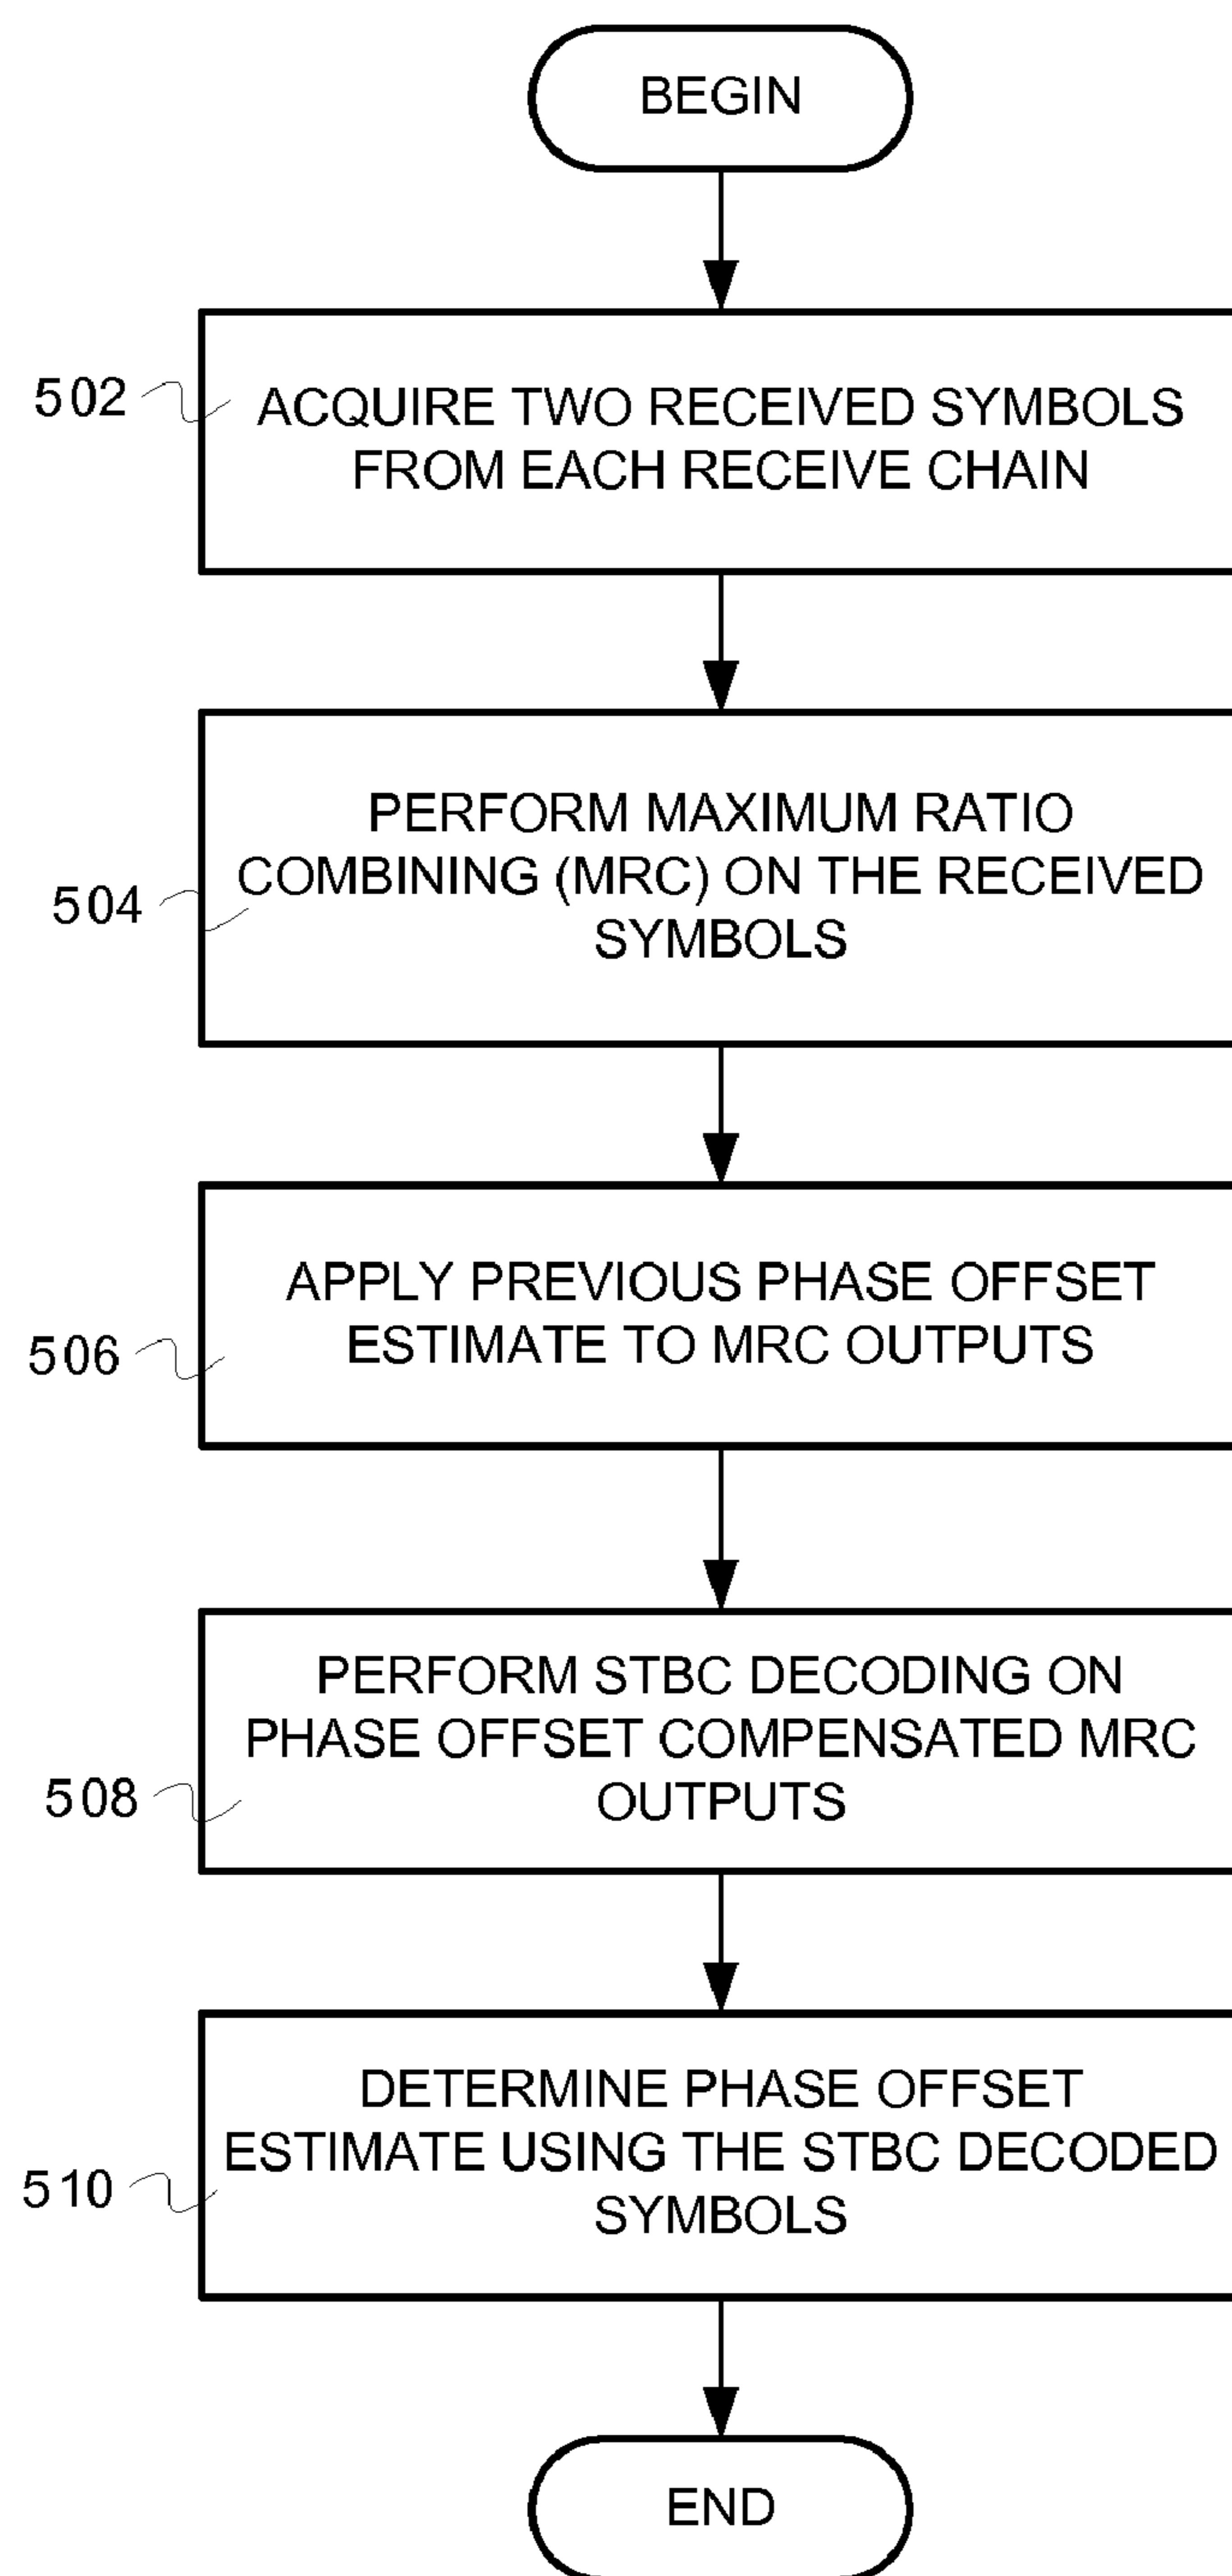 BEGIN
502
ACQUIRE TWO RECEIVED SYMBOLS
FROM EACH RECEIVE CHAIN
504
PERFORM MAXIMUM RATIO
COMBINING (MRC) ON THE RECEIVED
SYMBOLS
506
APPLY PREVIOUS PHASE OFFSET
ESTIMATE TO MRC OUTPUTS
508
PERFORM STBC DECODING ON
PHASE OFFSET COMPENSATED MRC
OUTPUTS
510
DETERMINE PHASE OFFSET
ESTIMATE USING THE STBC DECODED
SYMBOLS
END